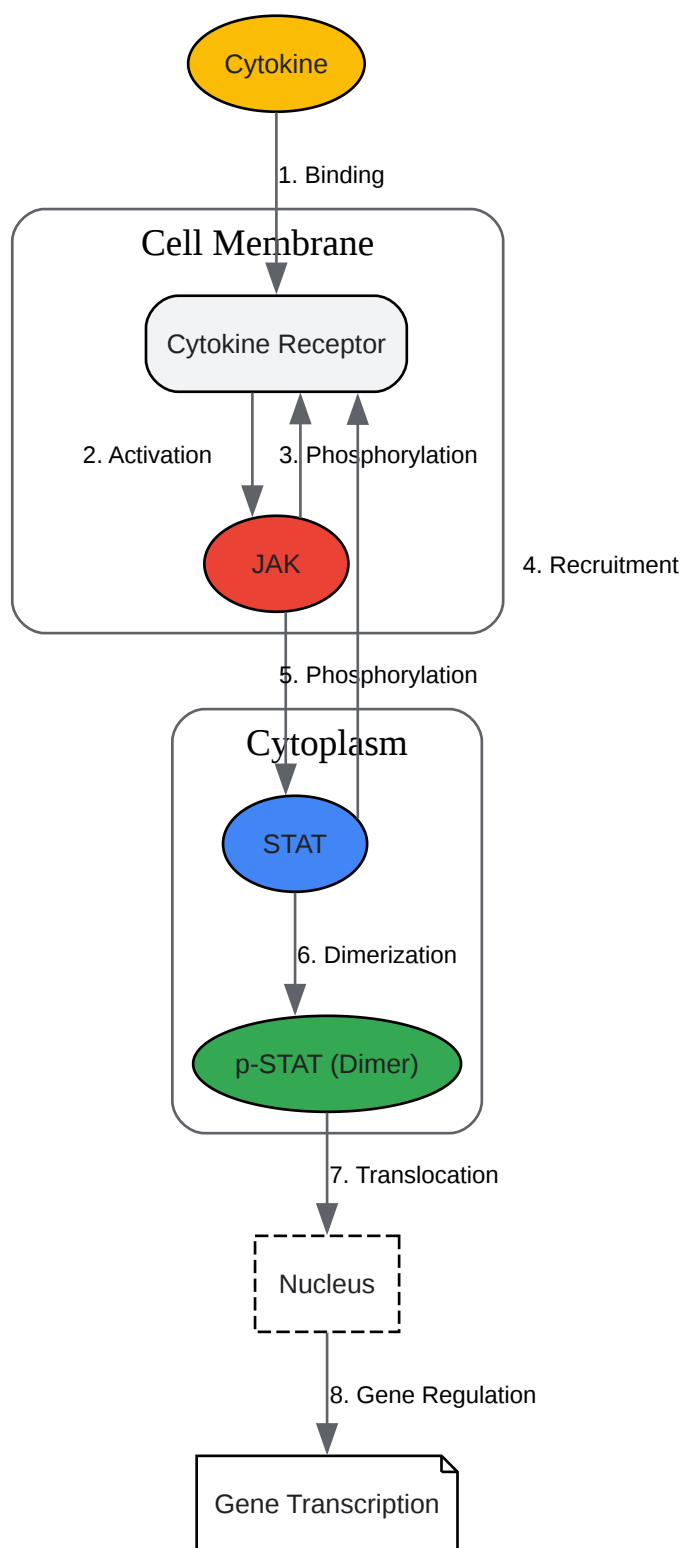 Cytokine
1. Binding
Cell Membrane
Cytokine Receptor
2. Activation
3. Phosphorylation
JAK
4. Recruitment
5. Phosphorylation
Cytoplasm
STAT
6. Dimerization
p-STAT (Dimer)
7. Translocation
Nucleus
8. Gene Regulation
Gene Transcription